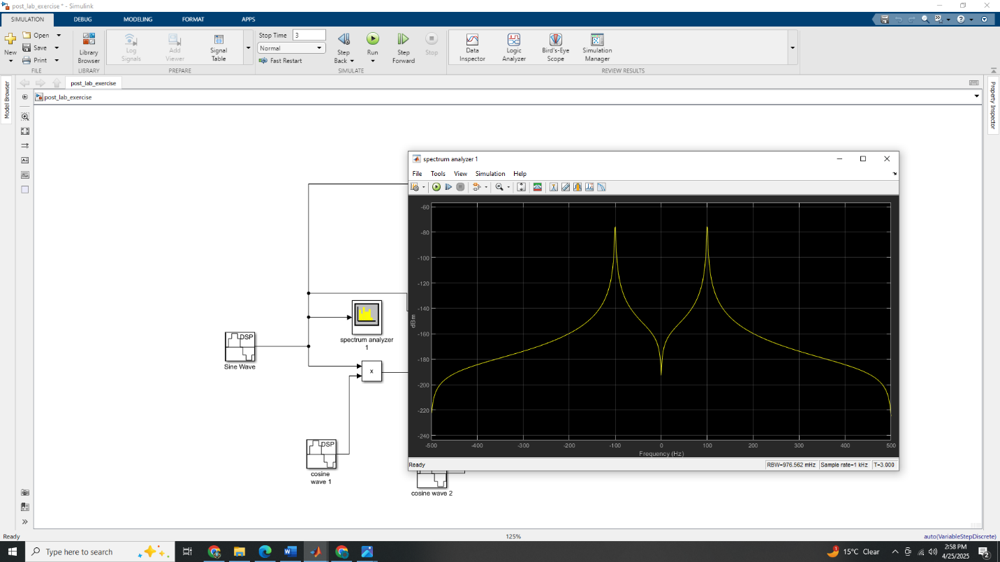 post_lab_exercise * - Simulink
SIMULATION DEBUG MODELING FORMAT APPS
New
Open
Save
Print
FILE
Library Browser
LIBRARY
Log Signals
Add Viewer
Signal Table
PREPARE
Stop Time 3
Normal
Fast Restart
Step Back
Run
Step Forward
Stop
SIMULATE
Data Inspector
Logic Analyzer
Bird's-Eye Scope
Simulation Manager
REVIEW RESULTS
post_lab_exercise
post_lab_exercise
Model Browser
Property Inspector
DSP
Sine Wave
spectrum analyzer
1
x
DSP
cosine
wave 1
cosine wave 2
spectrum analyzer 1
File Tools View Simulation Help
-60
-80
-100
-120
-140
-160
-180
-200
-220
-240
dBm
-500 -400 -300 -200 -100 0 100 200 300 400 500
Frequency (Hz)
Ready RBW=976.562 mHz Sample rate=1 kHz T=3.000
Ready 125% auto(VariableStepDiscrete)
Type here to search
15°C Clear
2:58 PM
4/25/2025
2